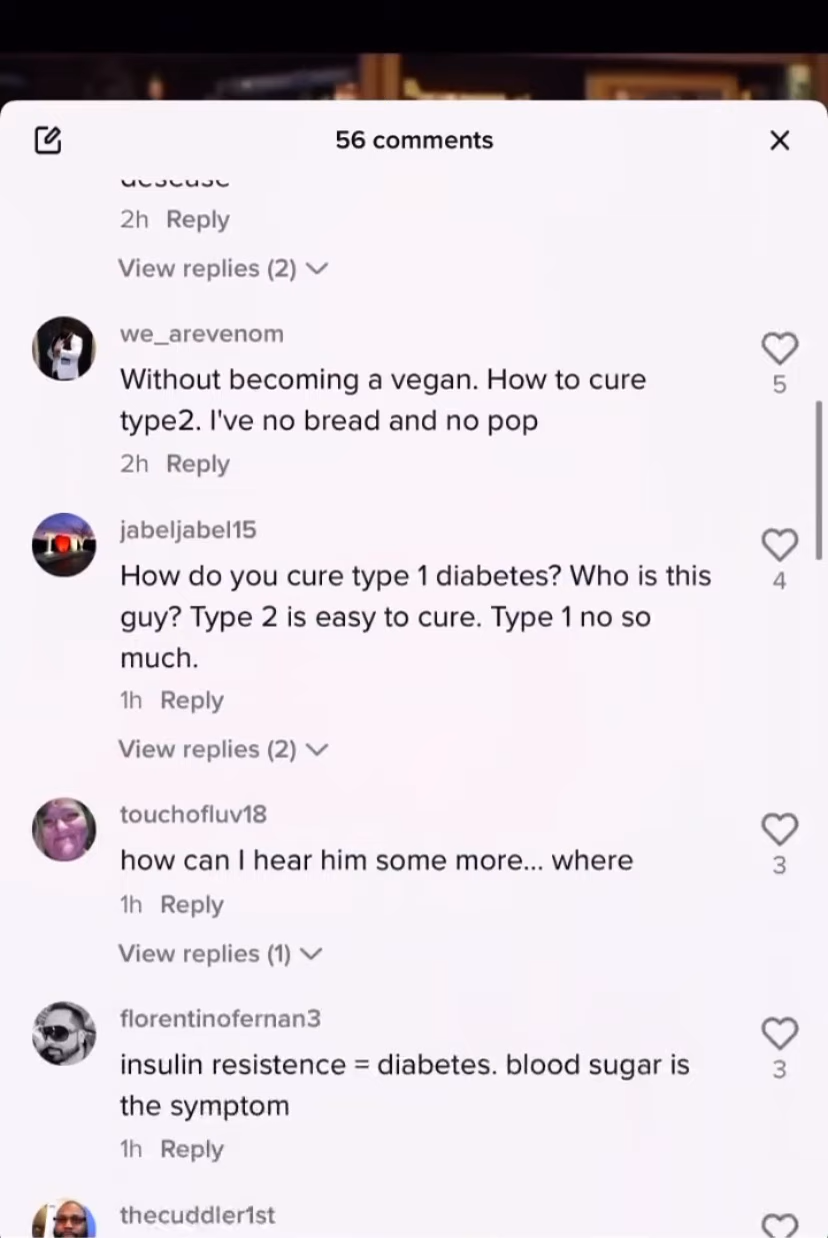 56 comments
2h Reply
View replies (2)
we_arevenom
Without becoming a vegan. How to cure
5
type2. I've no bread and no pop
2h Reply
jabeljabel15
How do you cure type 1 diabetes? Who is this
4
guy? Type 2 is easy to cure. Type 1 no so
much.
1h Reply
View replies (2)
touchofluv18
how can I hear him some more... where
3
1h Reply
View replies (1)
florentinofernan3
insulin resistence = diabetes. blood sugar is
3
the symptom
1h Reply
thecuddler1st